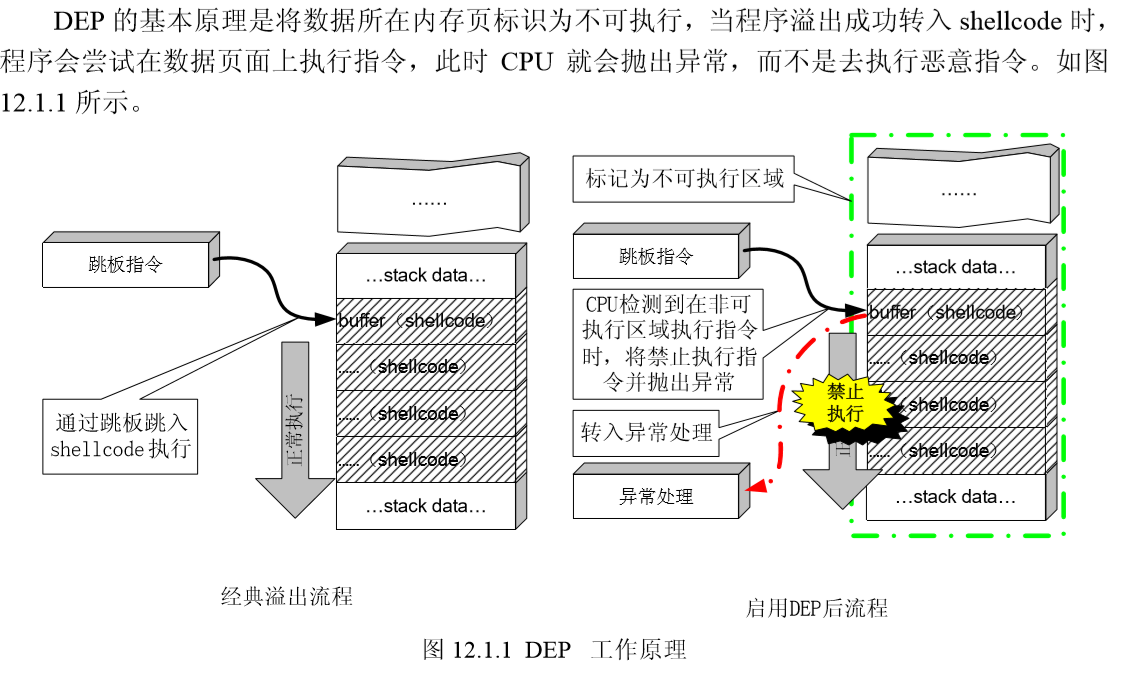 DEP 的基本原理是将数据所在内存页标识为不可执行，当程序溢出成功转入 shellcode 时，
程序会尝试在数据页面上执行指令，此时 CPU 就会抛出异常，而不是去执行恶意指令。如图
12.1.1 所示。
……
跳板指令
…stack data…
buffer（shellcode）
……（shellcode）
……（shellcode）
……（shellcode）
…stack data…
正常执行
通过跳板跳入
shellcode 执行
经典溢出流程
标记为不可执行区域
……
跳板指令
…stack data…
buffer（shellcode）
……（shellcode）
（shellcode）
……（shellcode）
…stack data…
CPU检测到在非可
执行区域执行指令
时，将禁止执行指
令并抛出异常
禁止
执行
正
转入异常处理
异常处理
启用DEP后流程
图 12.1.1 DEP 工作原理